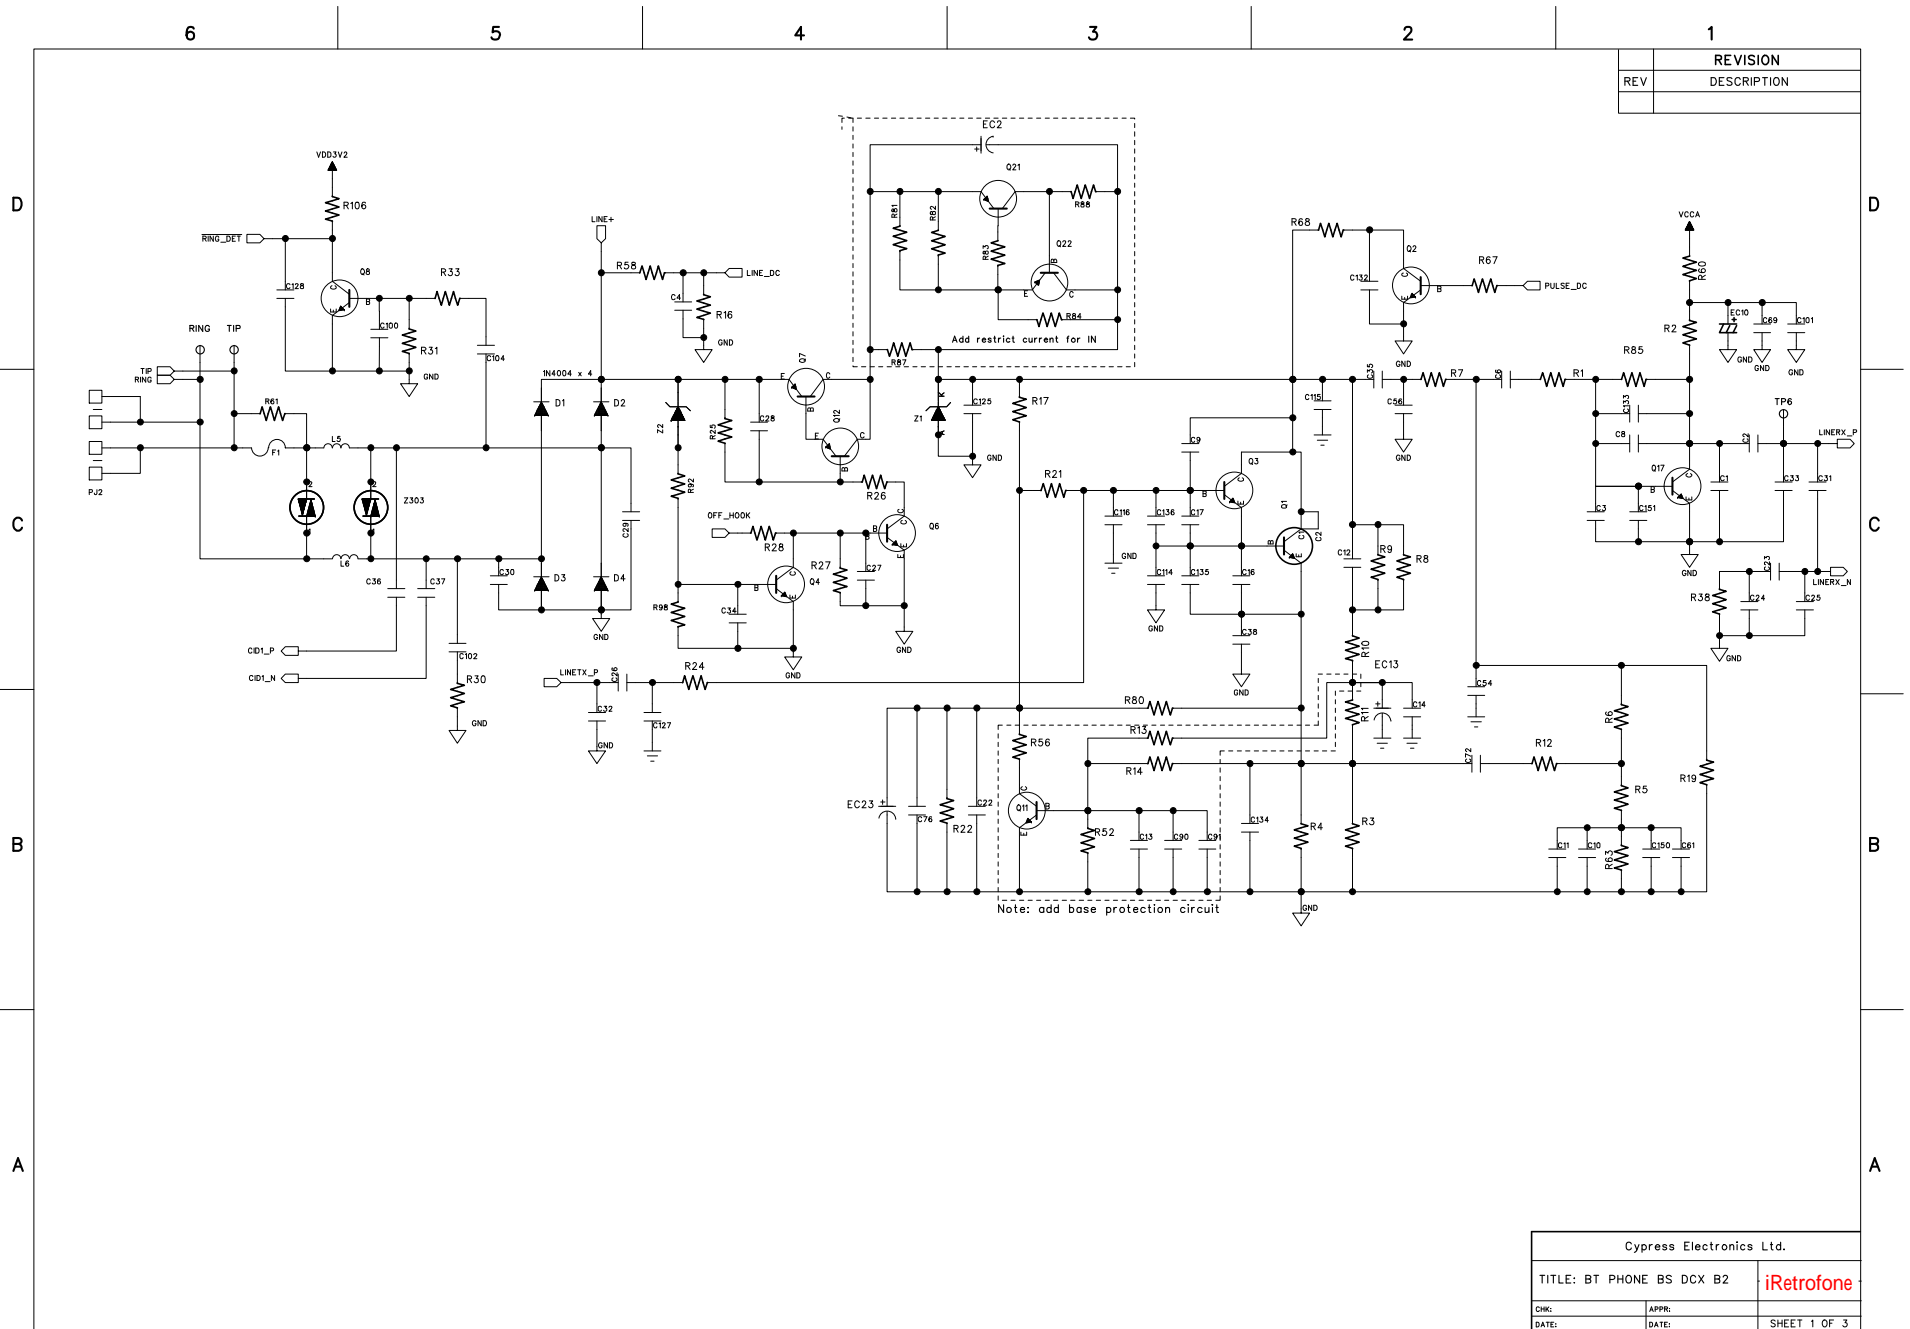 6 5 4 3 2 1
REVISION
REV DESCRIPTION
D D
C C
B B
A A
VDD3V2
R106
RING_DET
C128
Q8
C
B
E
R33
C100
R31
C104
GND
RING TIP
TIP
RING
R61
F1
L5
L6
PJ2
2
2
Z303
C36
C37
C30
C29
C102
R30
GND
CID1_P
CID1_N
LINE+
R58
LINE_DC
C4
R16
GND
1N4004 x 4
D1
D2
D3
D4
GND
Z2
R25
C28
R92
R98
C34
OFF_HOOK
R28
Q4
B
C
E
GND
R27
C27
Q6
B
B
C
C
E
E
GND
Q7
E
C
B
Q12
E
C
B
R26
EC2
+
Q21
R81
R82
R83
R88
Q22
B
E
C
R84
Add restrict current for IN
R87
Z1
K
A
C125
GND
R17
R21
C116
GND
C136
C17
C9
C114
GND
C135
C16
C38
GND
Q3
B
C
E
Q1
B
C1
C2
E
R68
Q2
C
B
E
C132
R67
PULSE_DC
GND
C115
C35
C56
GND
R7
C6
R1
C12
R9
R8
R10
EC13
+
C14
R11
C54
VCCA
R60
R2
EC10
+
C69
C101
GND
GND
R85
C133
C8
Q17
B
C
E
C3
C151
C1
C2
TP6
C33
C31
LINERX_P
GND
C23
LINERX_N
R38
C24
C25
GND
LINETX_P
C26
R24
C32
GND
C127
R80
R13
R14
R56
Q11
C
B
E
R52
C13
C90
C91
EC23
+
C76
R22
C22
C134
R4
R3
GND
C72
R12
R6
R5
R19
C11
C10
R63
C150
C61
Note: add base protection circuit
Cypress Electronics Ltd.
TITLE: BT PHONE BS DCX B2
iRetrofone
CHK:
APPR:
DATE:
DATE:
SHEET 1 OF 3